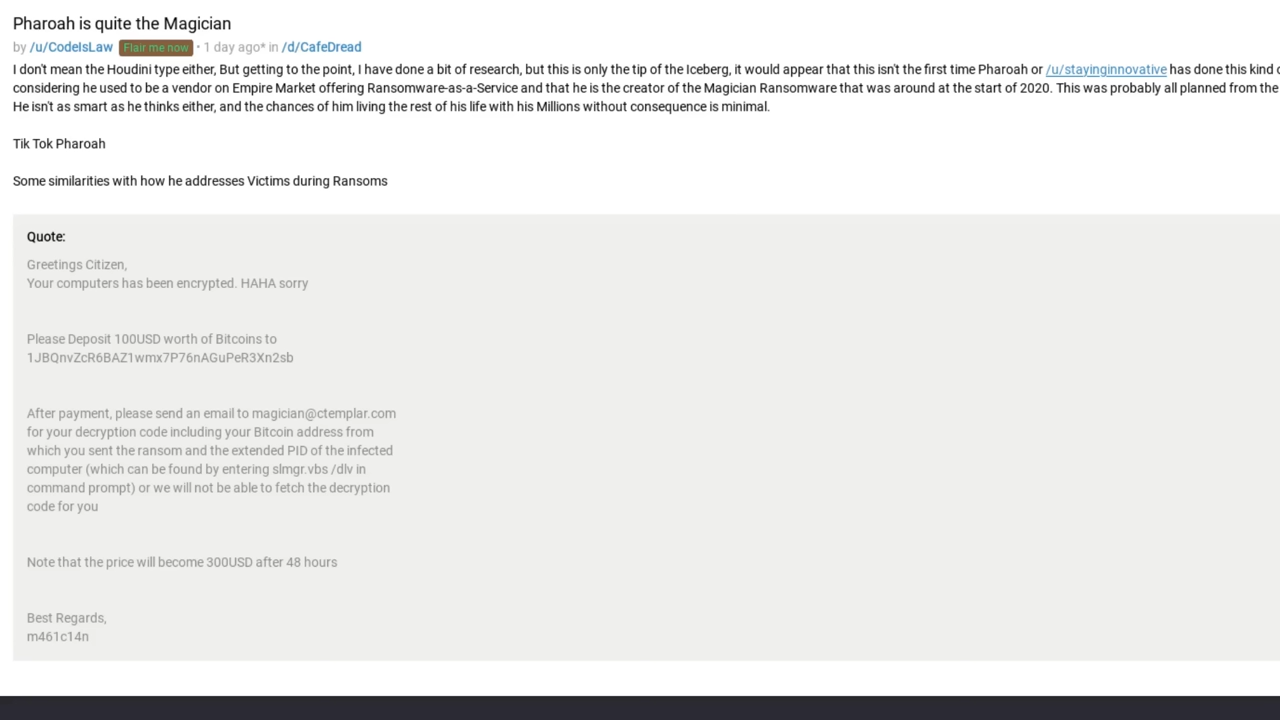 Pharoah is quite the Magician
by /u/CodeIsLaw Flair me now • 1 day ago* in /d/CafeDread
I don't mean the Houdini type either, But getting to the point, I have done a bit of research, but this is only the tip of the Iceberg, it would appear that this isn't the first time Pharoah or /u/stayinginnovative has done this kind
considering he used to be a vendor on Empire Market offering Ransomware-as-a-Service and that he is the creator of the Magician Ransomware that was around at the start of 2020. This was probably all planned from the
He isn't as smart as he thinks either, and the chances of him living the rest of his life with his Millions without consequence is minimal.
Tik Tok Pharoah
Some similarities with how he addresses Victims during Ransoms
Quote:
Greetings Citizen,
Your computers has been encrypted. HAHA sorry
Please Deposit 100USD worth of Bitcoins to
1JBQnvZcR6BAZ1wmx7P76nAGuPeR3Xn2sb
After payment, please send an email to magician@ctemplar.com
for your decryption code including your Bitcoin address from
which you sent the ransom and the extended PID of the infected
computer (which can be found by entering slmgr.vbs /dlv in
command prompt) or we will not be able to fetch the decryption
code for you
Note that the price will become 300USD after 48 hours
Best Regards,
m461c14n